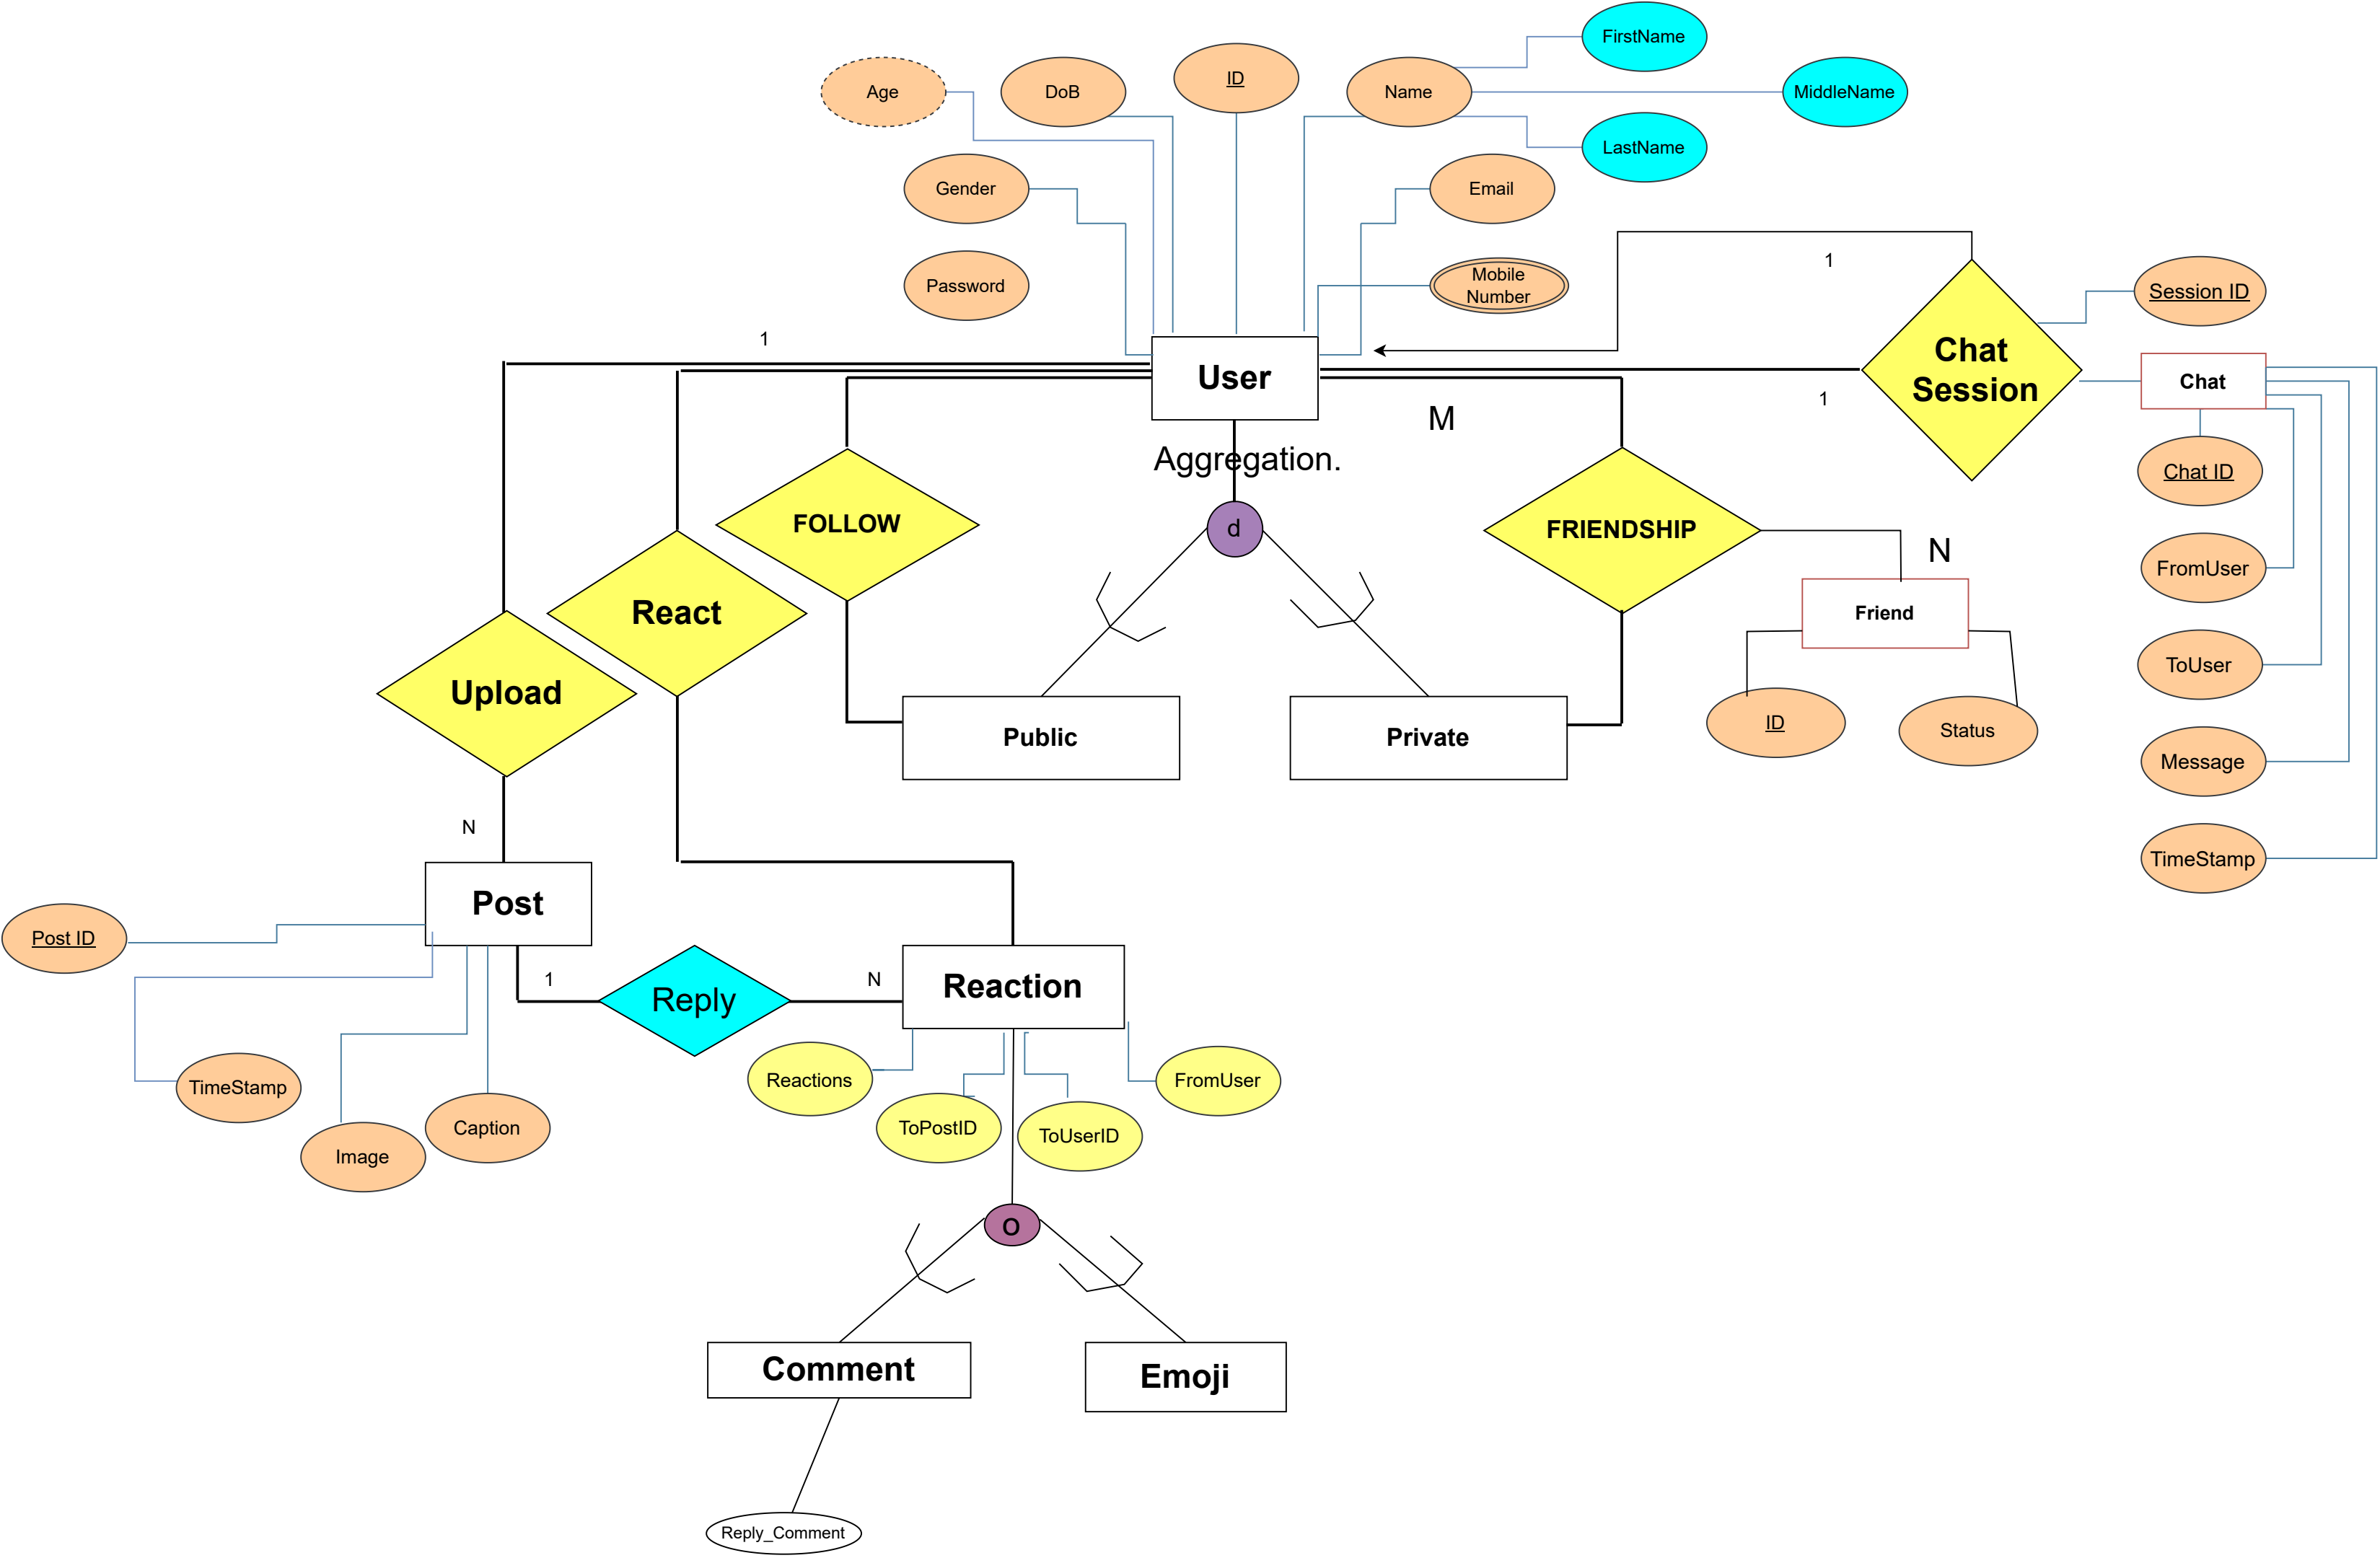 FirstName
Age
DoB
ID
Name
MiddleName
LastName
Gender
Email
Password
Mobile
Number
1
Session ID
1
Chat
Session
User
Chat
1
M
Aggregation.
Chat ID
FOLLOW
d
FRIENDSHIP
N
FromUser
React
Friend
ToUser
Upload
Public
Private
ID
Status
Message
N
TimeStamp
Post
Post ID
1
N
Reaction
Reply
TimeStamp
Reactions
FromUser
Caption
ToPostID
ToUserID
Image
O
Comment
Emoji
Reply_Comment